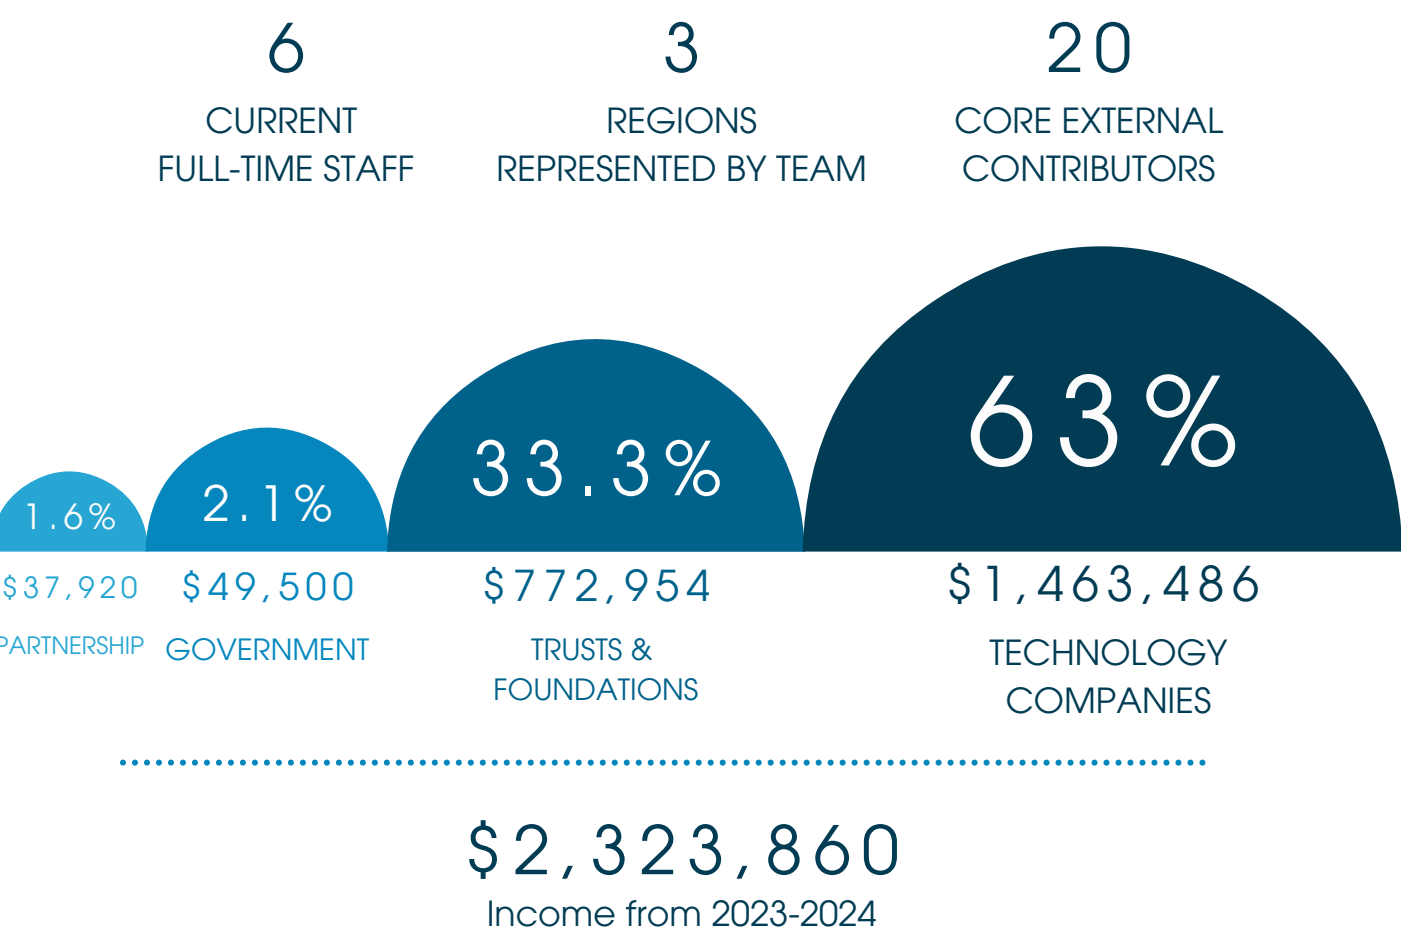 6
CURRENT
FULL-TIME STAFF
3
REGIONS
REPRESENTED BY TEAM
20
CORE EXTERNAL
CONTRIBUTORS
1.6%
$37,920
PARTNERSHIP
2.1%
$49,500
GOVERNMENT
33.3%
$772,954
TRUSTS &
FOUNDATIONS
63%
$1,463,486
TECHNOLOGY
COMPANIES
$2,323,860
Income from 2023-2024